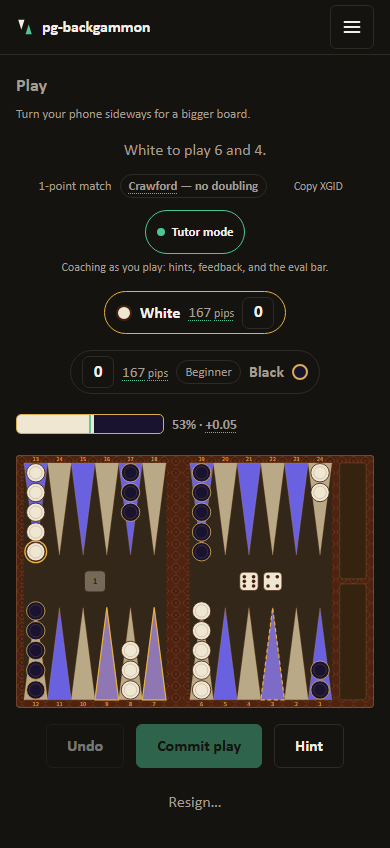 pg-backgammon
Play
Turn your phone sideways for a bigger board.
White to play 6 and 4.
1-point match Crawford — no doubling Copy XGID
Tutor mode
Coaching as you play: hints, feedback, and the eval bar.
White 167 pips 0
0 167 pips Beginner Black
53% · +0.05
13 14 15 16 17 18 19 20 21 22 23 24
1
12 11 10 9 8 7 6 5 4 3 2 1
Undo Commit play Hint
Resign...